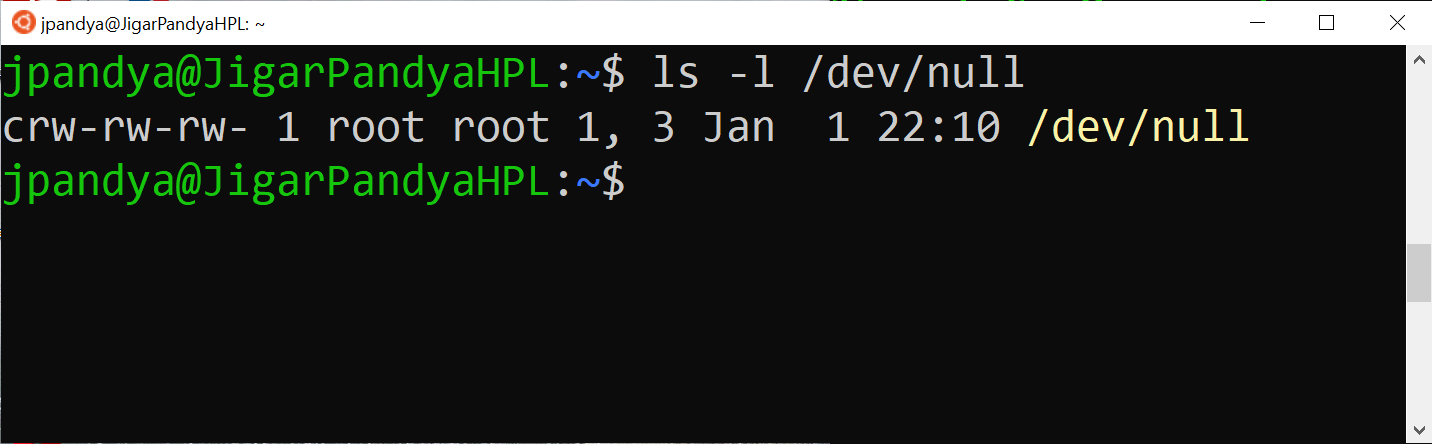 jpandya@JigarPandyaHPL: ~
jpandya@JigarPandyaHPL:~$ ls -l /dev/null
crw-rw-rw- 1 root root 1, 3 Jan  1 22:10 /dev/null
jpandya@JigarPandyaHPL:~$